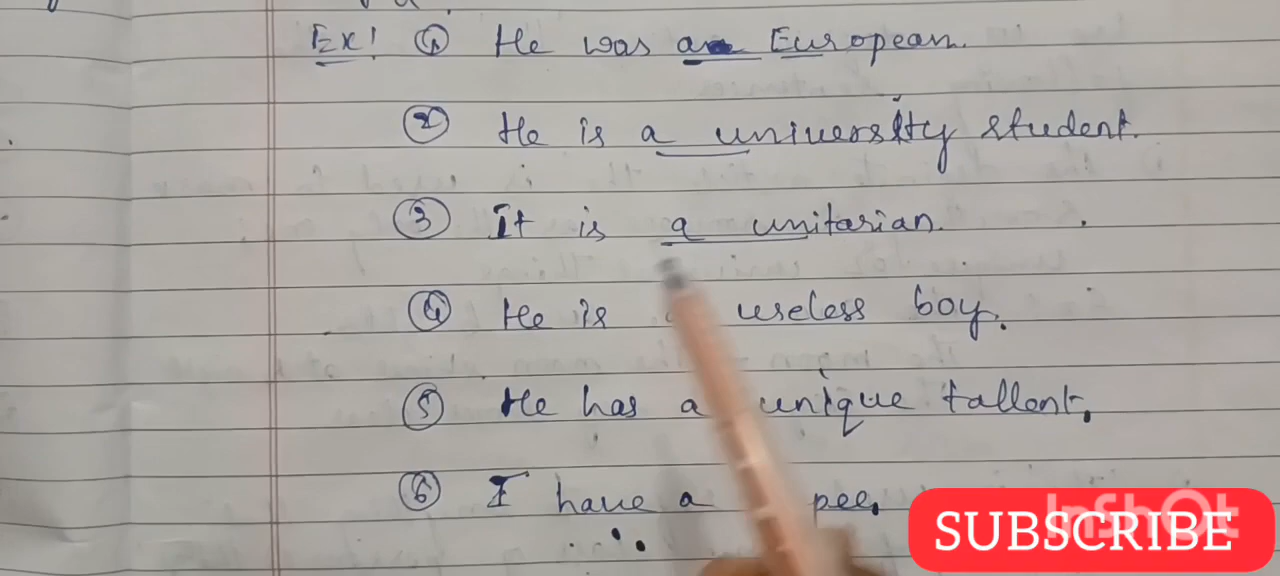 Ex! ① He was a European.
② He is a university student.
③ It is a unitarian.
④ He is useless boy.
⑤ He has a unique tallent.
⑥ I have a
SUBSCRIBE
InShOt